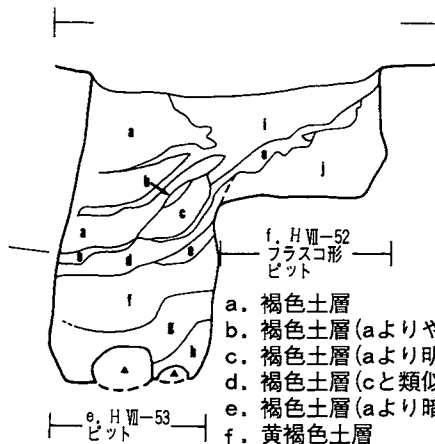 a
i
a
b
j
c
a
b
d
e
f
g
h
f. H Ⅶ—52
フラスコ形
ピット
e. H Ⅶ—53
ピット
a. 褐色土層
b. 褐色土層(aよりや
c. 褐色土層(aより明
d. 褐色土層(cと類似
e. 褐色土層(aより暗
f. 黄褐色土層